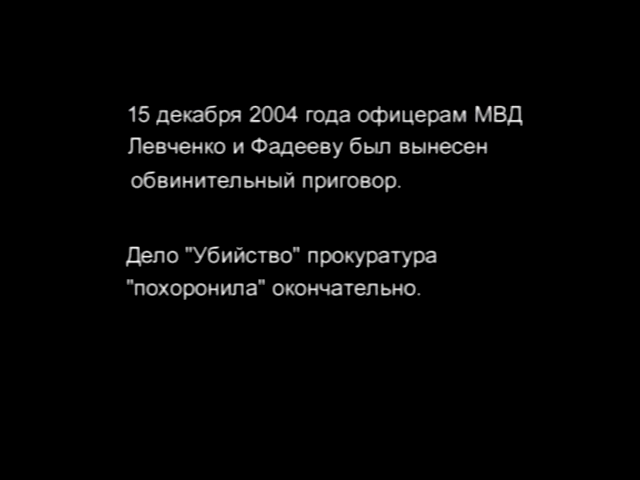 15 декабря 2004 года офицерам МВД
Левченко и Фадееву был вынесен
обвинительный приговор.
Дело "Убийство" прокуратура
"похоронила" окончательно.